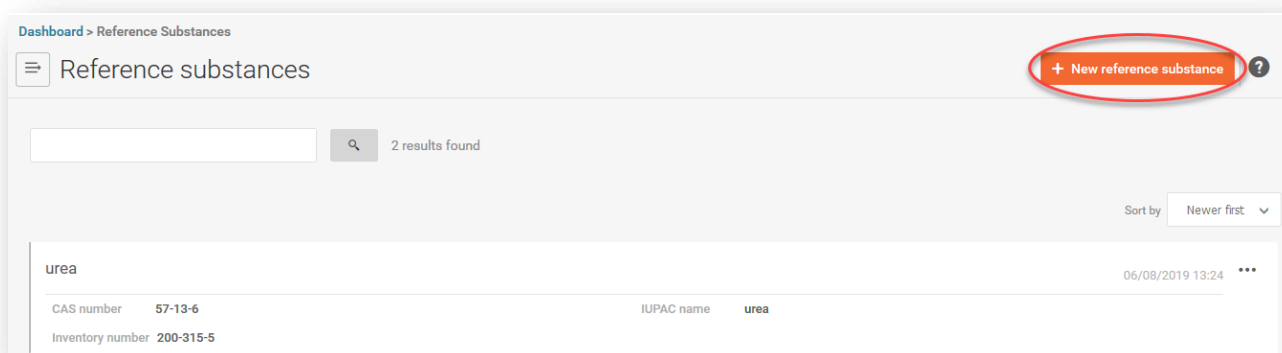 Dashboard > Reference Substances
Reference substances
+ New reference substance
?
2 results found
Sort by Newer first
urea
06/08/2019 13:24
CAS number 57-13-6
IUPAC name urea
Inventory number 200-315-5